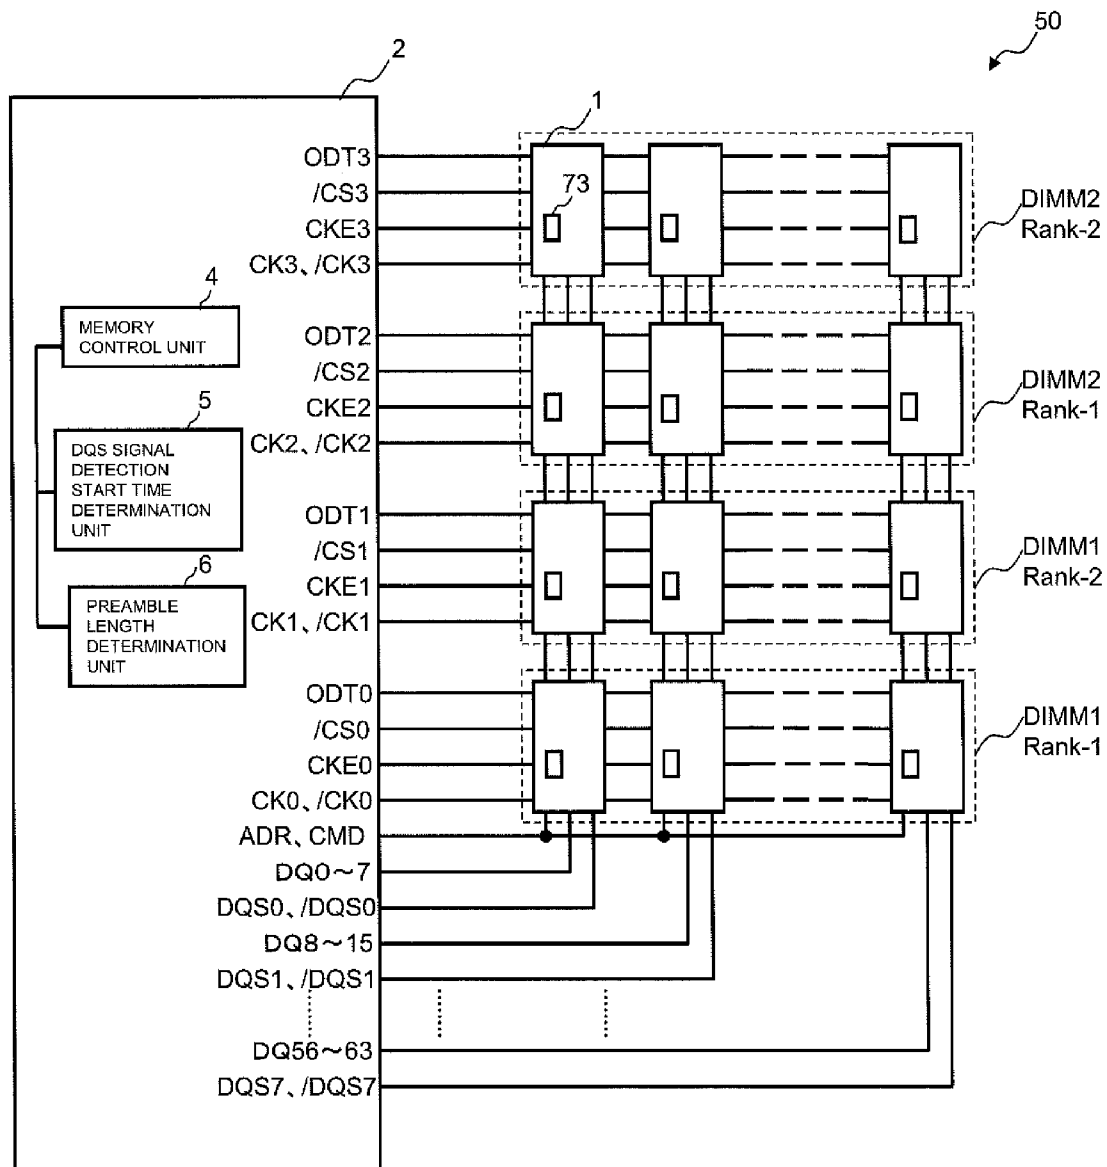 50
2
1
ODT3
/CS3
CKE3
CK3、/CK3
73
DIMM2
Rank-2
4
MEMORY
CONTROL UNIT
ODT2
/CS2
CKE2
CK2、/CK2
DIMM2
Rank-1
5
DQS SIGNAL
DETECTION
START TIME
DETERMINATION
UNIT
ODT1
/CS1
CKE1
CK1、/CK1
DIMM1
Rank-2
6
PREAMBLE
LENGTH
DETERMINATION
UNIT
ODT0
/CS0
CKE0
CK0、/CK0
DIMM1
Rank-1
ADR、CMD
DQ0～7
DQS0、/DQS0
DQ8～15
DQS1、/DQS1
DQ56～63
DQS7、/DQS7